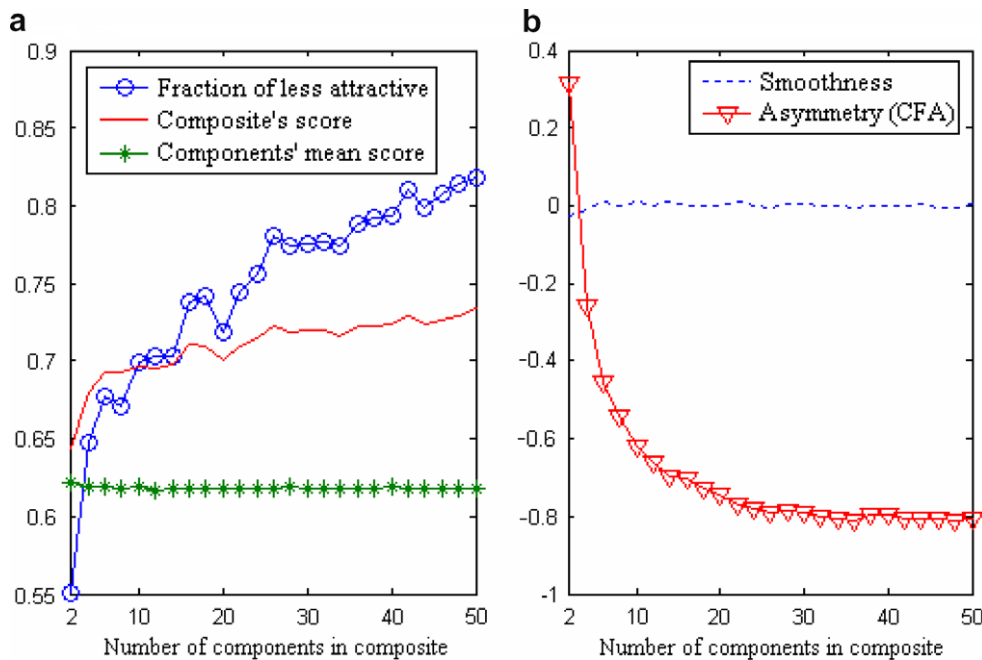 a
0.9
0.85
0.8
0.75
0.7
0.65
0.6
0.55
Fraction of less attractive
Composite's score
Components' mean score
2 10 20 30 40 50
Number of components in composite
b
0.4
0.2
0
-0.2
-0.4
-0.6
-0.8
-1
Smoothness
Asymmetry (CFA)
2 10 20 30 40 50
Number of components in composite